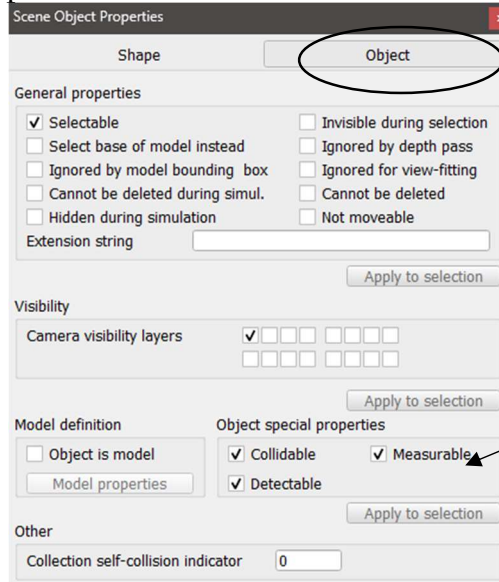 Scene Object Properties
Shape Object
General properties
Selectable Invisible during selection
Select base of model instead Ignored by depth pass
Ignored by model bounding box Ignored for view-fitting
Cannot be deleted during simul. Cannot be deleted
Hidden during simulation Not moveable
Extension string
Apply to selection
Visibility
Camera visibility layers
Apply to selection
Model definition Object special properties
Object is model Collidable Measurable
Model properties Detectable
Apply to selection
Other
Collection self-collision indicator 0